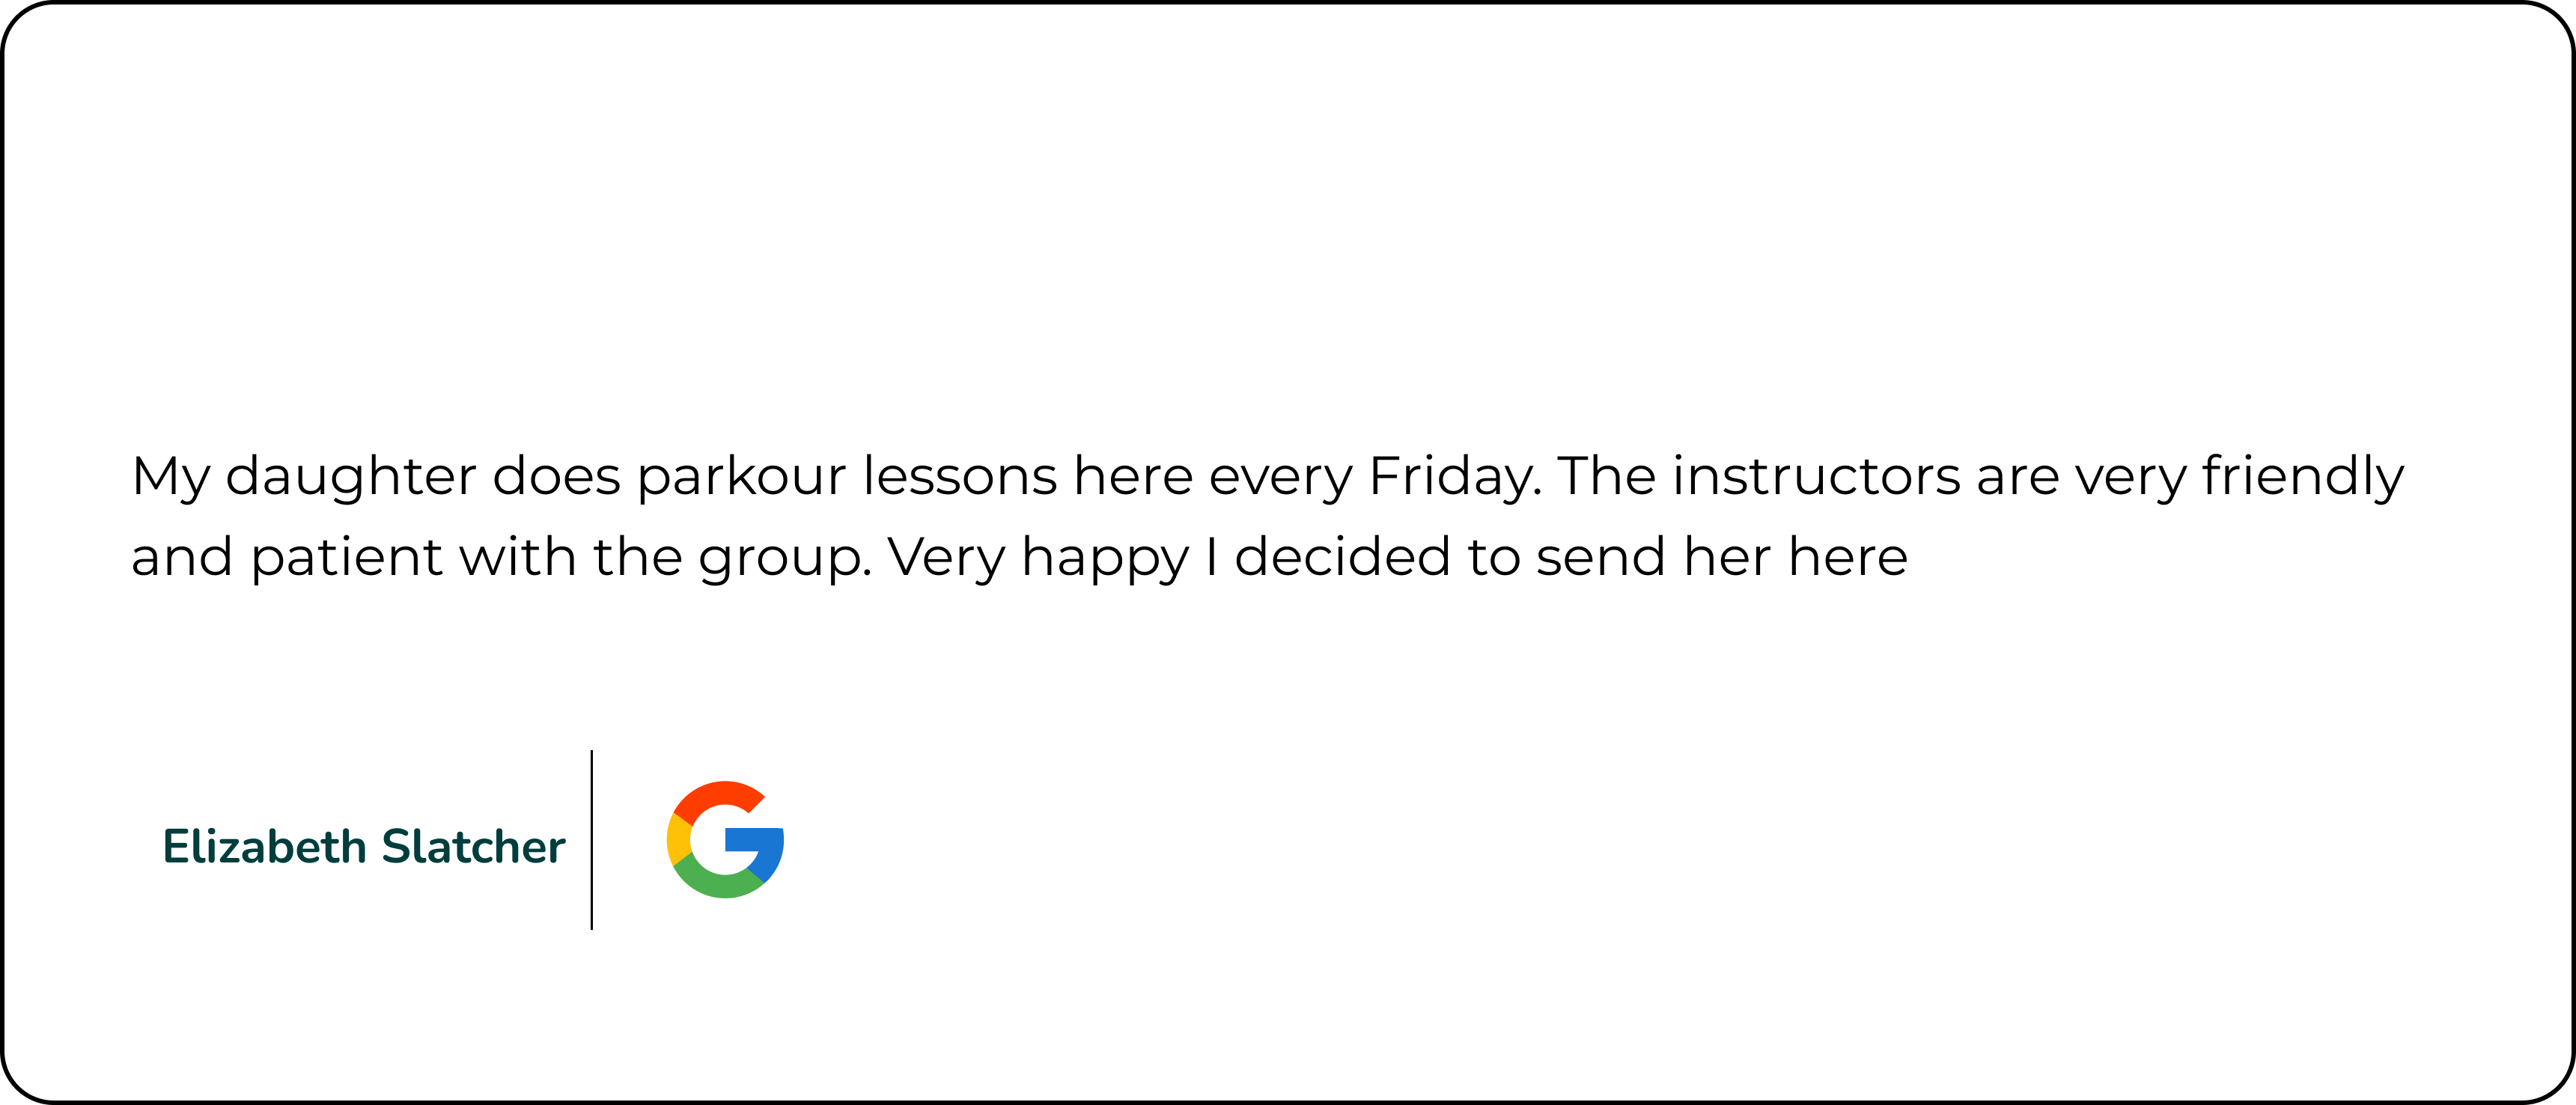 My daughter does parkour lessons here every Friday. The instructors are very friendly
and patient with the group. Very happy I decided to send her here
Elizabeth Slatcher